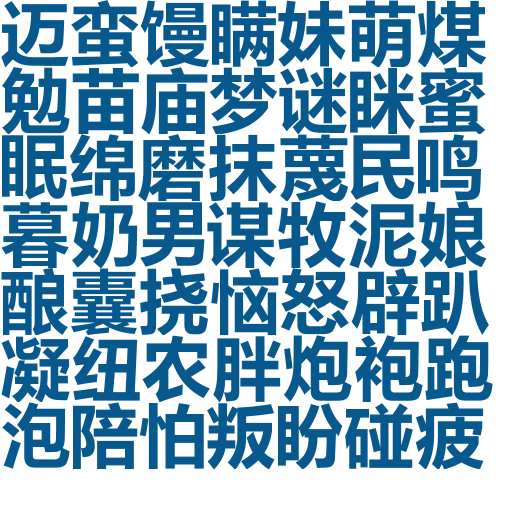 迈蛮馒瞒妹萌煤
勉苗庙梦谜眯蜜
眠绵磨抹蔑民鸣
暮奶男谋牧泥娘
酿囊挠恼怒辟趴
凝纽农胖炮袍跑
泡陪怕叛盼碰疲